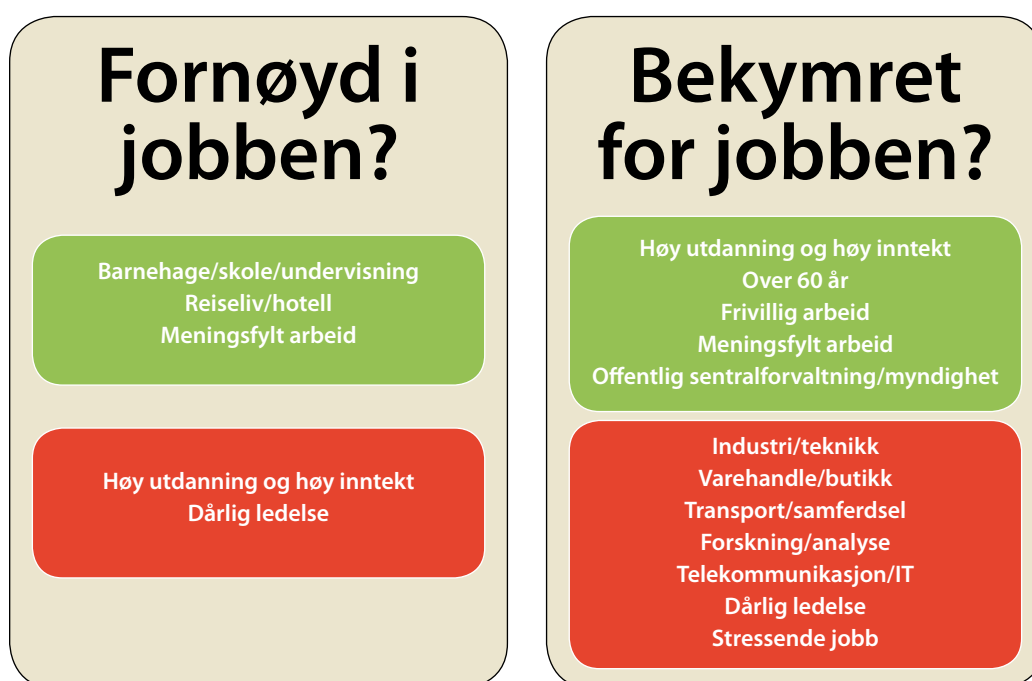 Fornøyd i
jobben?
Barnehage/skole/undervisning
Reiseliv/hotell
Meningsfylt arbeid
Høy utdanning og høy inntekt
Dårlig ledelse
Bekymret
for jobben?
Høy utdanning og høy inntekt
Over 60 år
Frivillig arbeid
Meningsfylt arbeid
Offentlig sentralforvaltning/myndighet
Industri/teknikk
Varehandle/butikk
Transport/samferdsel
Forskning/analyse
Telekommunikasjon/IT
Dårlig ledelse
Stressende jobb